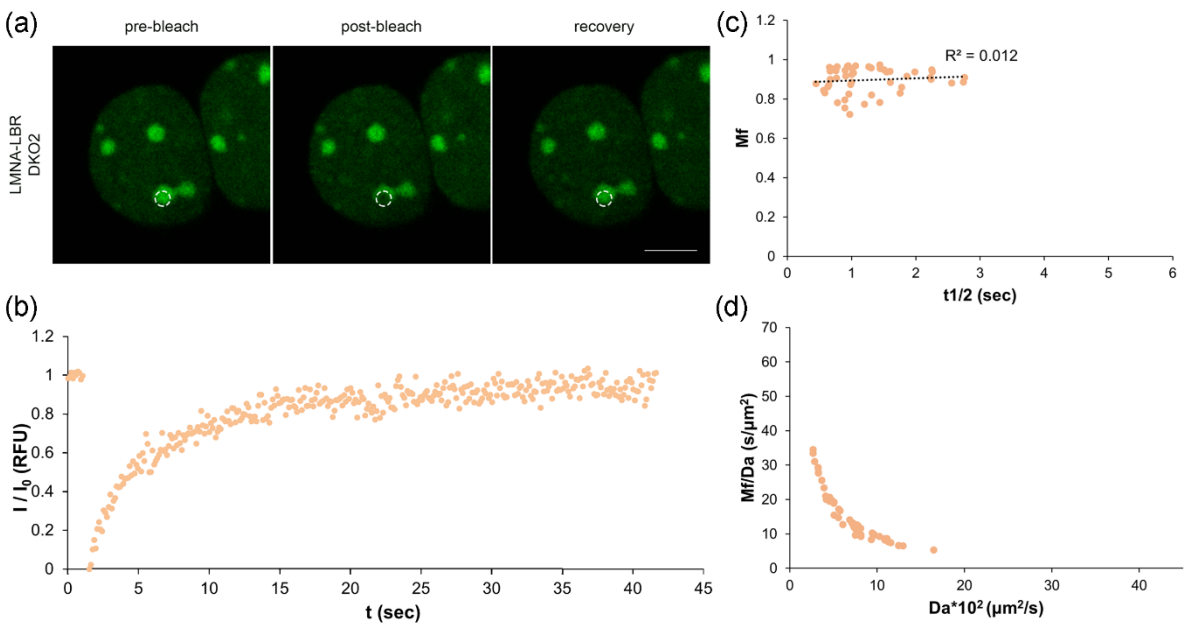 (a)
pre-bleach post-bleach recovery
LMNA-LBR
DKO2
(b)
1.2
1
0.8
0.6
0.4
0.2
0
I / I₀ (RFU)
0 5 10 15 20 25 30 35 40 45
t (sec)
(c)
1.2
1
0.8
0.6
0.4
0.2
0
Mf
R² = 0.012
0 1 2 3 4 5 6
t1/2 (sec)
(d)
70
60
50
40
30
20
10
0
Mf/Da (s/µm²)
0 10 20 30 40
Da*10² (µm²/s)